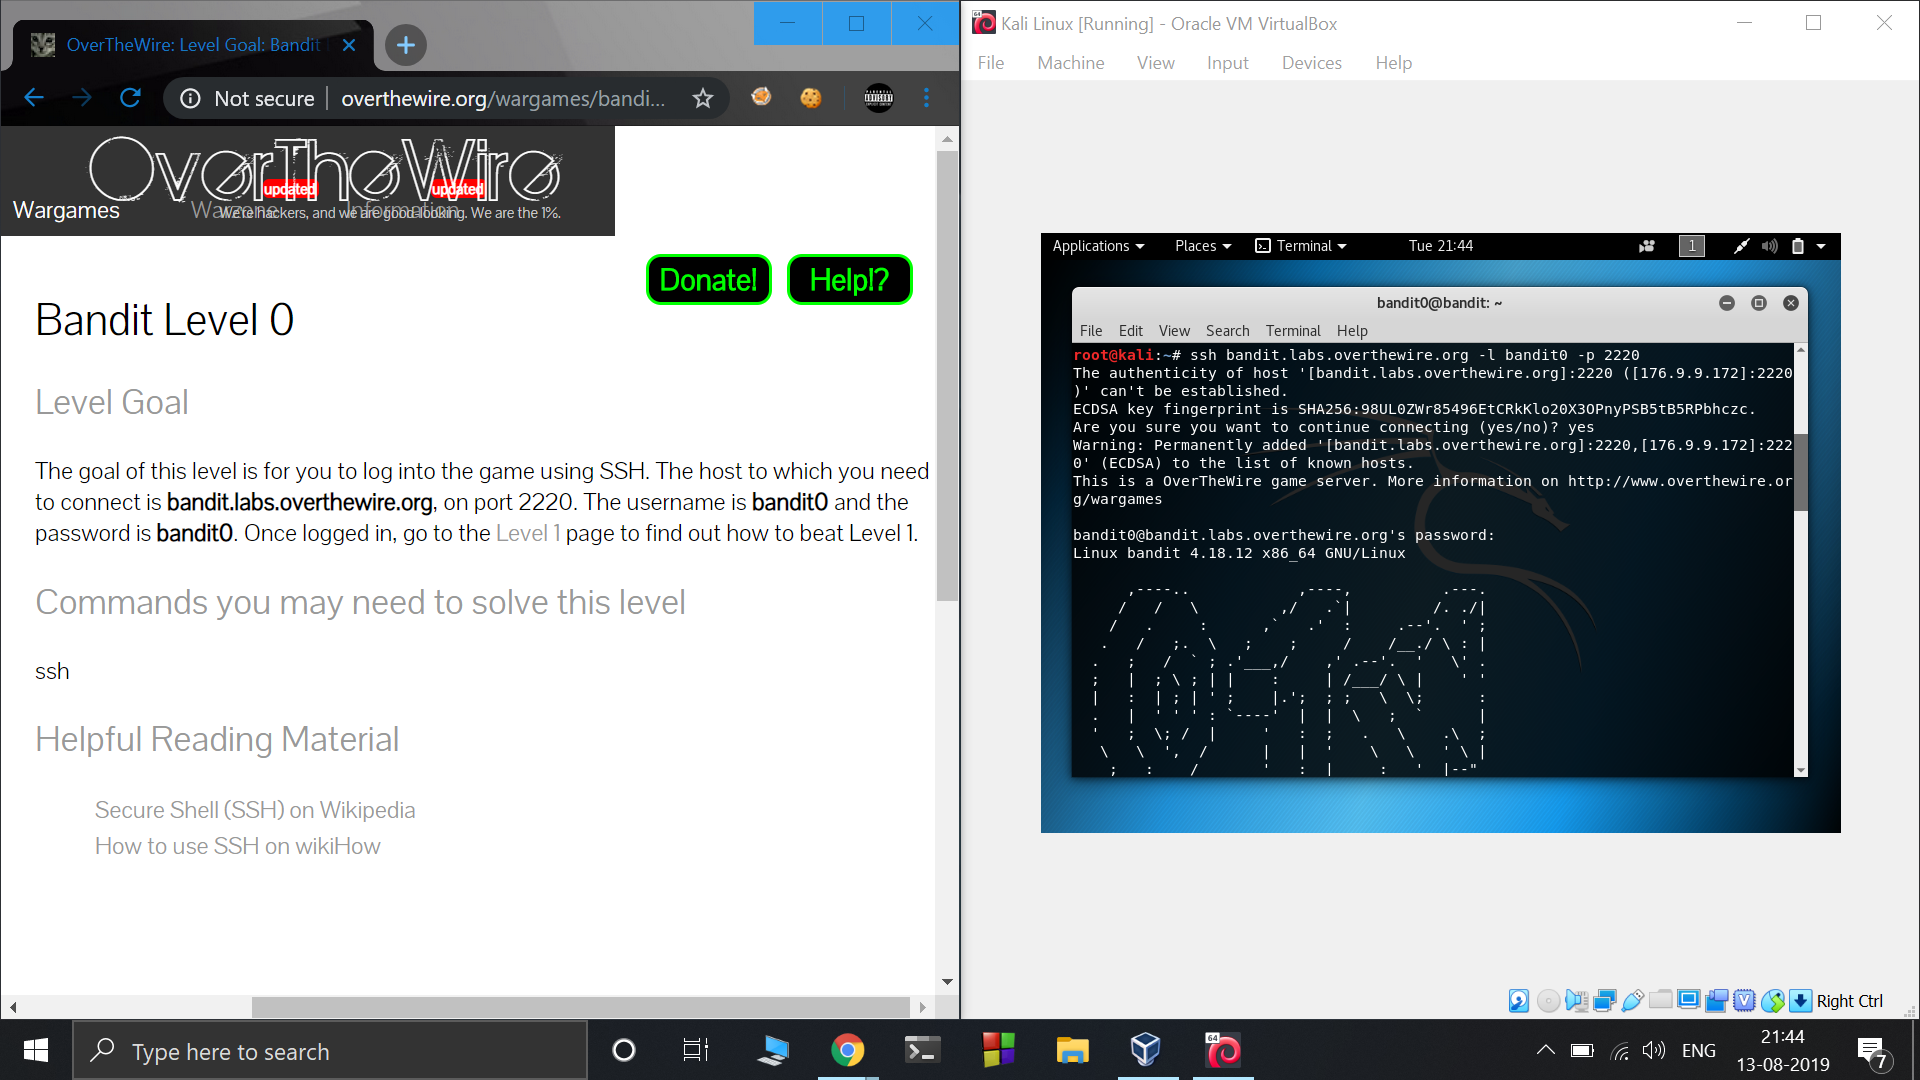 OverTheWire: Level Goal: Bandit
Not secure
overthewire.org/wargames/bandi...
OverTheWire
updated updated
Wargames Warzone Information
We're hackers, and we are good-looking. We are the 1%.
Donate! Help!?
Bandit Level 0
Level Goal
The goal of this level is for you to log into the game using SSH. The host to which you need
to connect is bandit.labs.overthewire.org, on port 2220. The username is bandit0 and the
password is bandit0. Once logged in, go to the Level 1 page to find out how to beat Level 1.
Commands you may need to solve this level
ssh
Helpful Reading Material
Secure Shell (SSH) on Wikipedia
How to use SSH on wikiHow
Kali Linux [Running] - Oracle VM VirtualBox
File Machine View Input Devices Help
Applications Places Terminal Tue 21:44 1
bandit0@bandit: ~
File Edit View Search Terminal Help
root@kali:~# ssh bandit.labs.overthewire.org -l bandit0 -p 2220
The authenticity of host '[bandit.labs.overthewire.org]:2220 ([176.9.9.172]:2220
)' can't be established.
ECDSA key fingerprint is SHA256:98UL0ZWr85496EtCRkKlo20X3OPnyPSB5tB5RPbhczc.
Are you sure you want to continue connecting (yes/no)? yes
Warning: Permanently added '[bandit.labs.overthewire.org]:2220,[176.9.9.172]:222
0' (ECDSA) to the list of known hosts.
This is a OverTheWire game server. More information on http://www.overthewire.or
g/wargames
bandit0@bandit.labs.overthewire.org's password:
Linux bandit 4.18.12 x86_64 GNU/Linux
Right Ctrl
Type here to search
64
ENG
21:44
13-08-2019
7